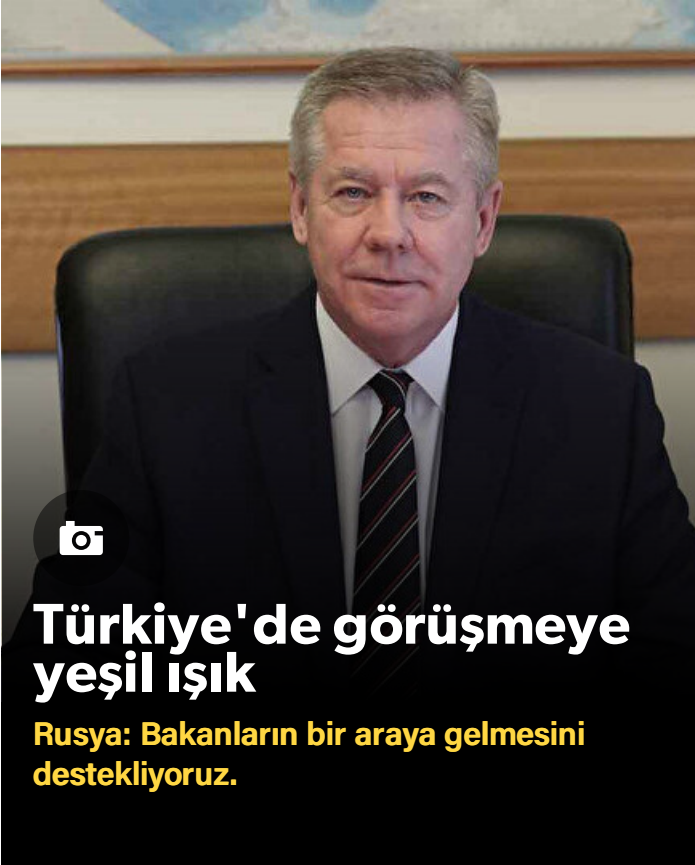 Türkiye'de görüşmeye
yeşil ışık
Rusya: Bakanların bir araya gelmesini
destekliyoruz.